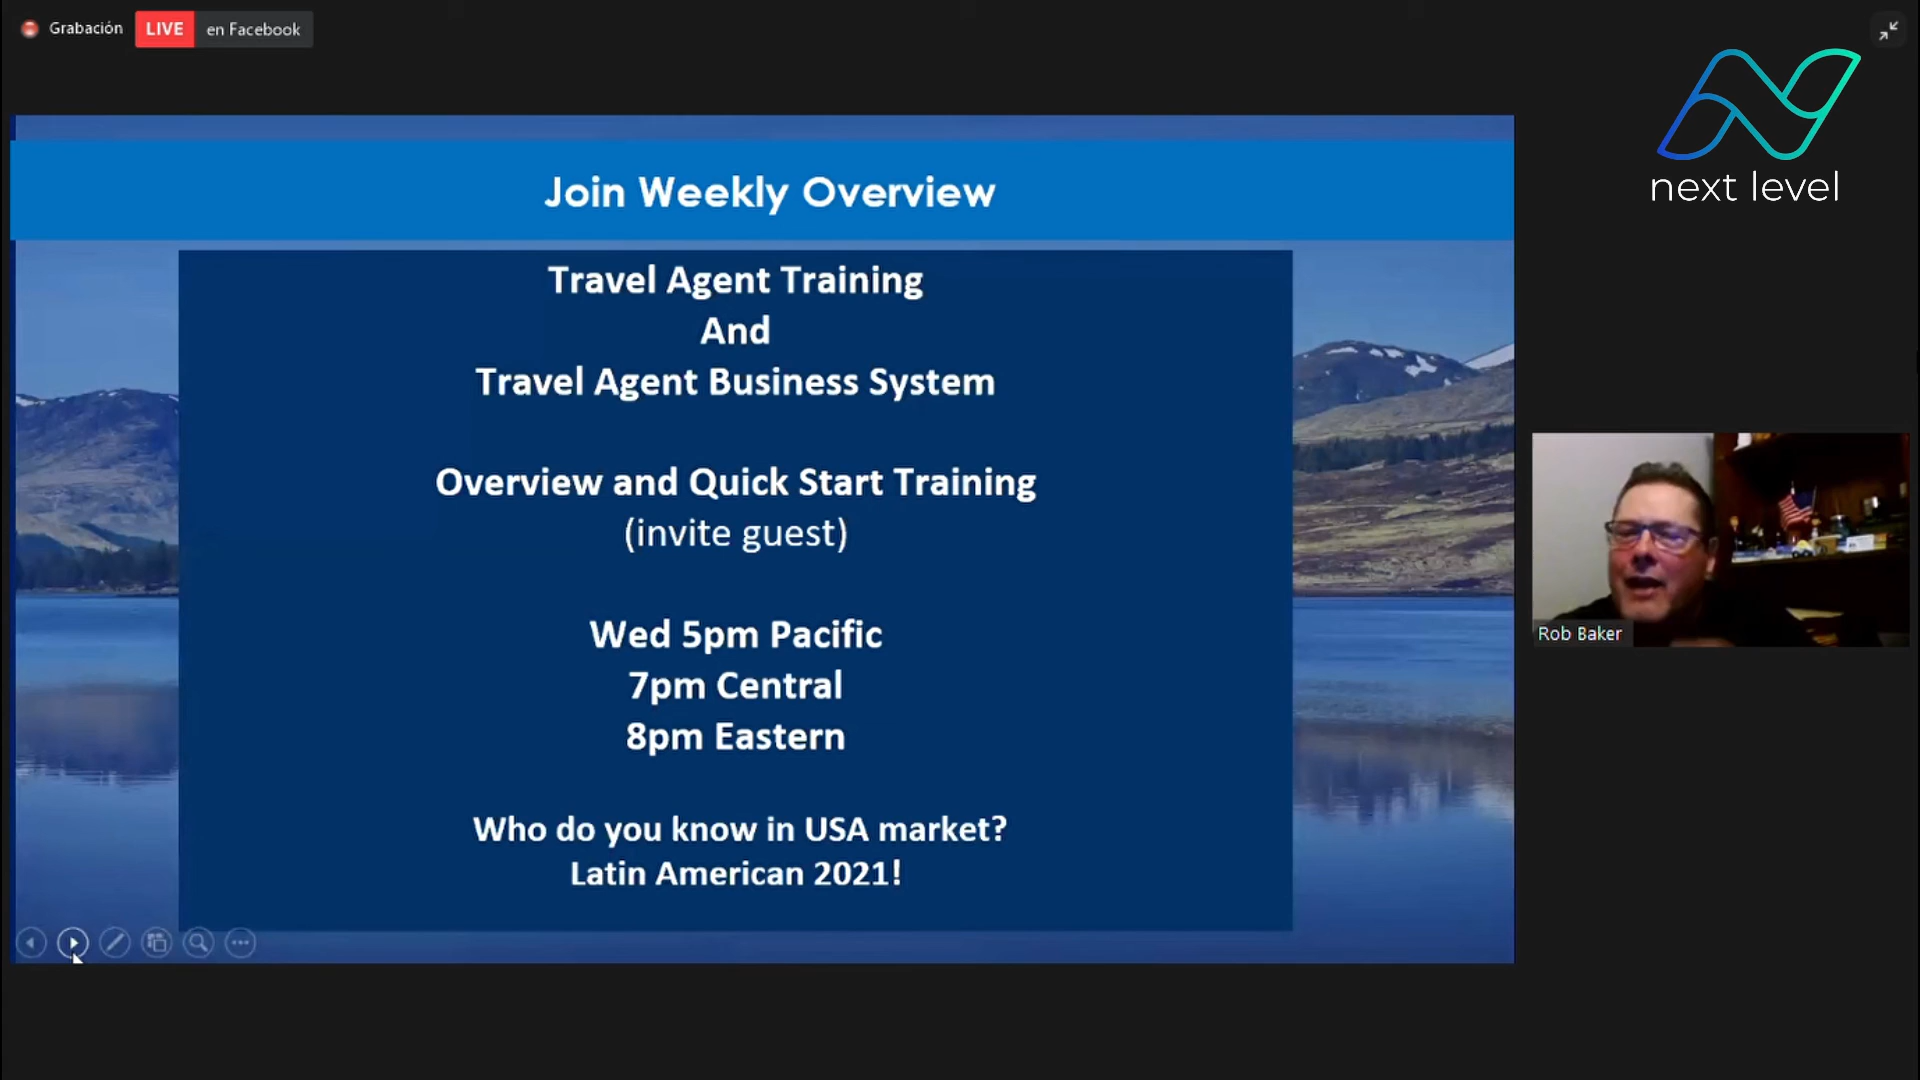 Grabación
LIVE en Facebook
next level
Join Weekly Overview
Travel Agent Training
And
Travel Agent Business System
Overview and Quick Start Training
(invite guest)
Wed 5pm Pacific
7pm Central
8pm Eastern
Who do you know in USA market?
Latin American 2021!
Rob Baker